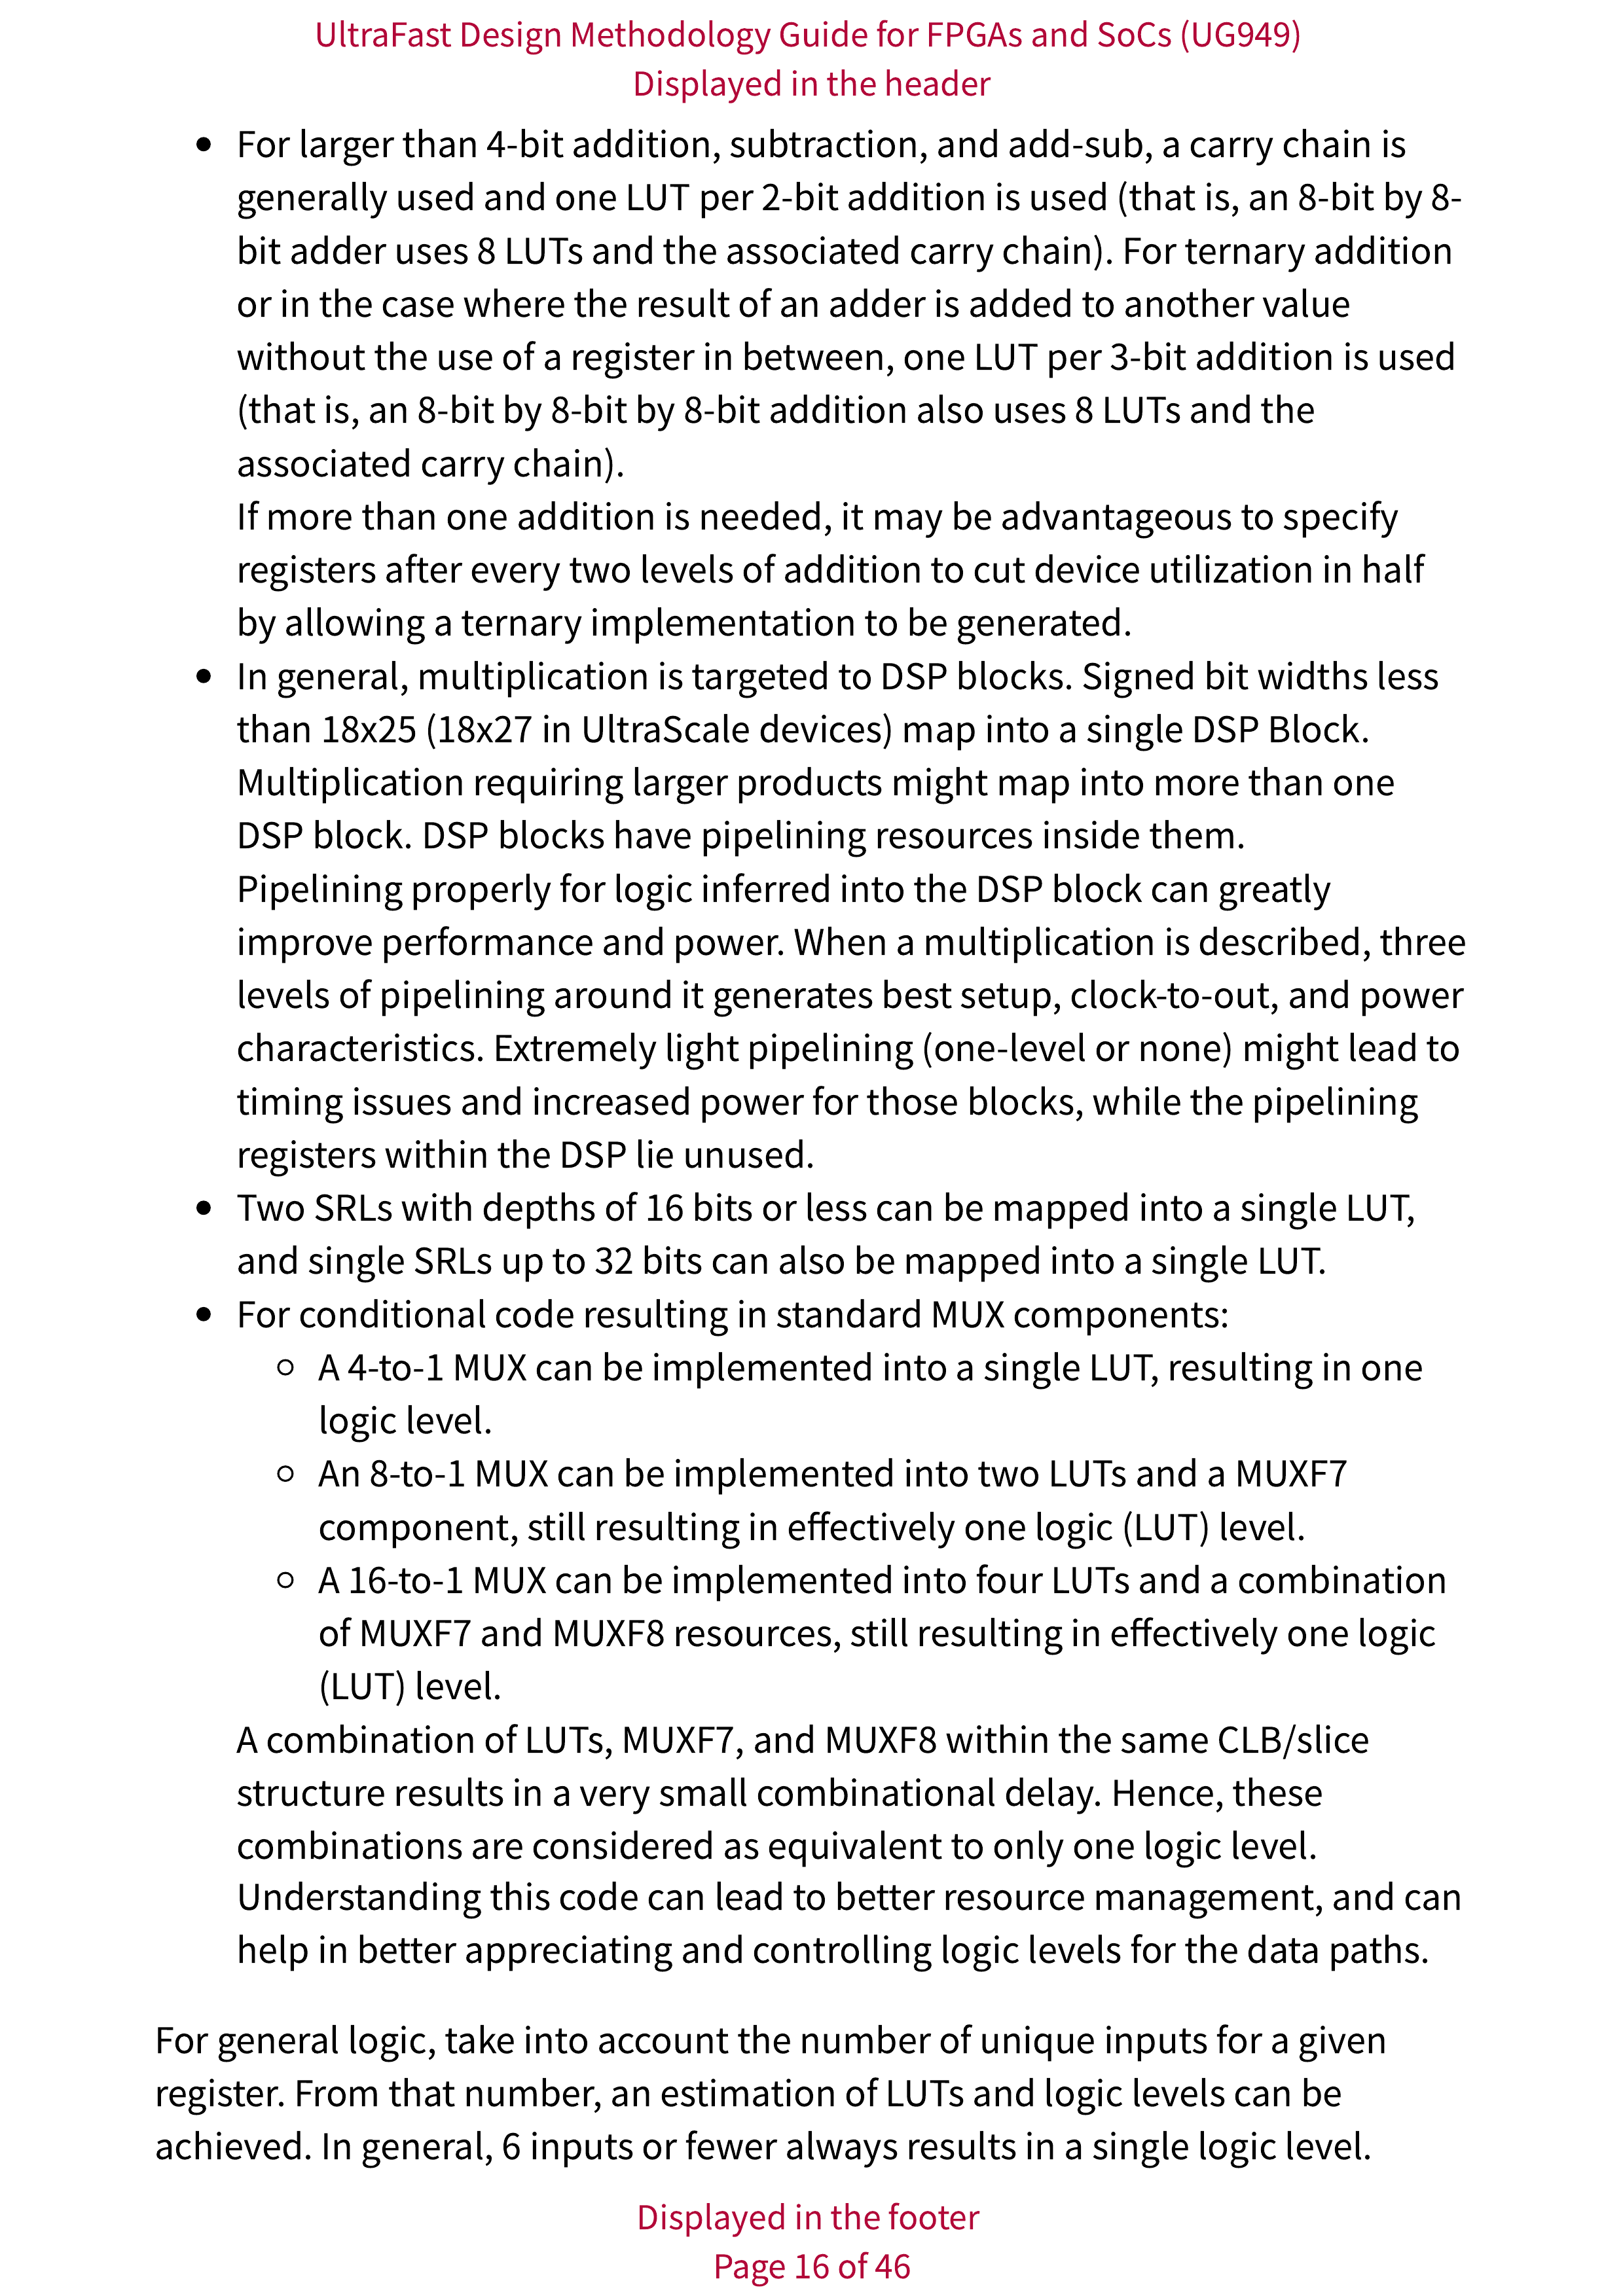 UltraFast Design Methodology Guide for FPGAs and SoCs (UG949)
Displayed in the header
• For larger than 4-bit addition, subtraction, and add-sub, a carry chain is
generally used and one LUT per 2-bit addition is used (that is, an 8-bit by 8-
bit adder uses 8 LUTs and the associated carry chain). For ternary addition
or in the case where the result of an adder is added to another value
without the use of a register in between, one LUT per 3-bit addition is used
(that is, an 8-bit by 8-bit by 8-bit addition also uses 8 LUTs and the
associated carry chain).
If more than one addition is needed, it may be advantageous to specify
registers after every two levels of addition to cut device utilization in half
by allowing a ternary implementation to be generated.
• In general, multiplication is targeted to DSP blocks. Signed bit widths less
than 18x25 (18x27 in UltraScale devices) map into a single DSP Block.
Multiplication requiring larger products might map into more than one
DSP block. DSP blocks have pipelining resources inside them.
Pipelining properly for logic inferred into the DSP block can greatly
improve performance and power. When a multiplication is described, three
levels of pipelining around it generates best setup, clock-to-out, and power
characteristics. Extremely light pipelining (one-level or none) might lead to
timing issues and increased power for those blocks, while the pipelining
registers within the DSP lie unused.
• Two SRLs with depths of 16 bits or less can be mapped into a single LUT,
and single SRLs up to 32 bits can also be mapped into a single LUT.
• For conditional code resulting in standard MUX components:
○ A 4-to-1 MUX can be implemented into a single LUT, resulting in one
logic level.
○ An 8-to-1 MUX can be implemented into two LUTs and a MUXF7
component, still resulting in effectively one logic (LUT) level.
○ A 16-to-1 MUX can be implemented into four LUTs and a combination
of MUXF7 and MUXF8 resources, still resulting in effectively one logic
(LUT) level.
A combination of LUTs, MUXF7, and MUXF8 within the same CLB/slice
structure results in a very small combinational delay. Hence, these
combinations are considered as equivalent to only one logic level.
Understanding this code can lead to better resource management, and can
help in better appreciating and controlling logic levels for the data paths.
For general logic, take into account the number of unique inputs for a given
register. From that number, an estimation of LUTs and logic levels can be
achieved. In general, 6 inputs or fewer always results in a single logic level.
Displayed in the footer
Page 16 of 46